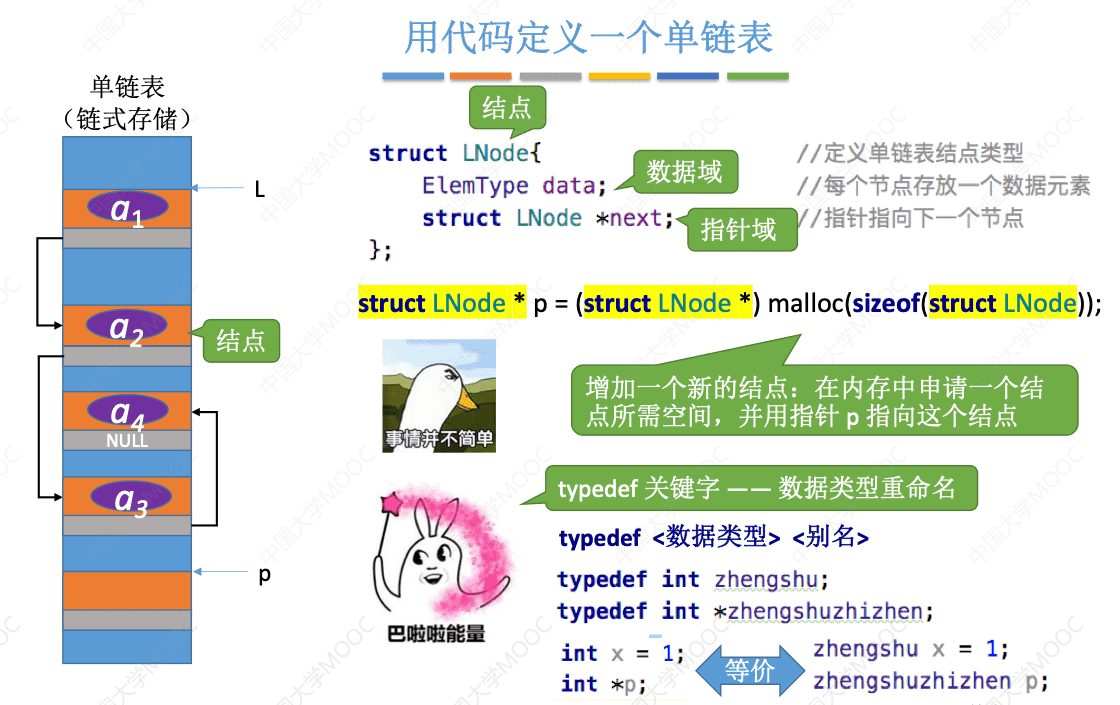 用代码定义一个单链表
单链表
（链式存储）
L
a1
a2
结点
a4
NULL
a3
p
结点
struct LNode{ //定义单链表结点类型
ElemType data; 数据域 //每个节点存放一个数据元素
struct LNode *next; 指针域 //指针指向下一个节点
};
struct LNode * p = (struct LNode *) malloc(sizeof(struct LNode));
增加一个新的结点：在内存中申请一个结
点所需空间，并用指针 p 指向这个结点
事情并不简单
typedef 关键字 —— 数据类型重命名
巴啦啦能量
typedef <数据类型> <别名>
typedef int zhengshu;
typedef int *zhengshuzhizhen;
int x = 1;
int *p;
等价
zhengshu x = 1;
zhengshuzhizhen p;
中国大学MOOC